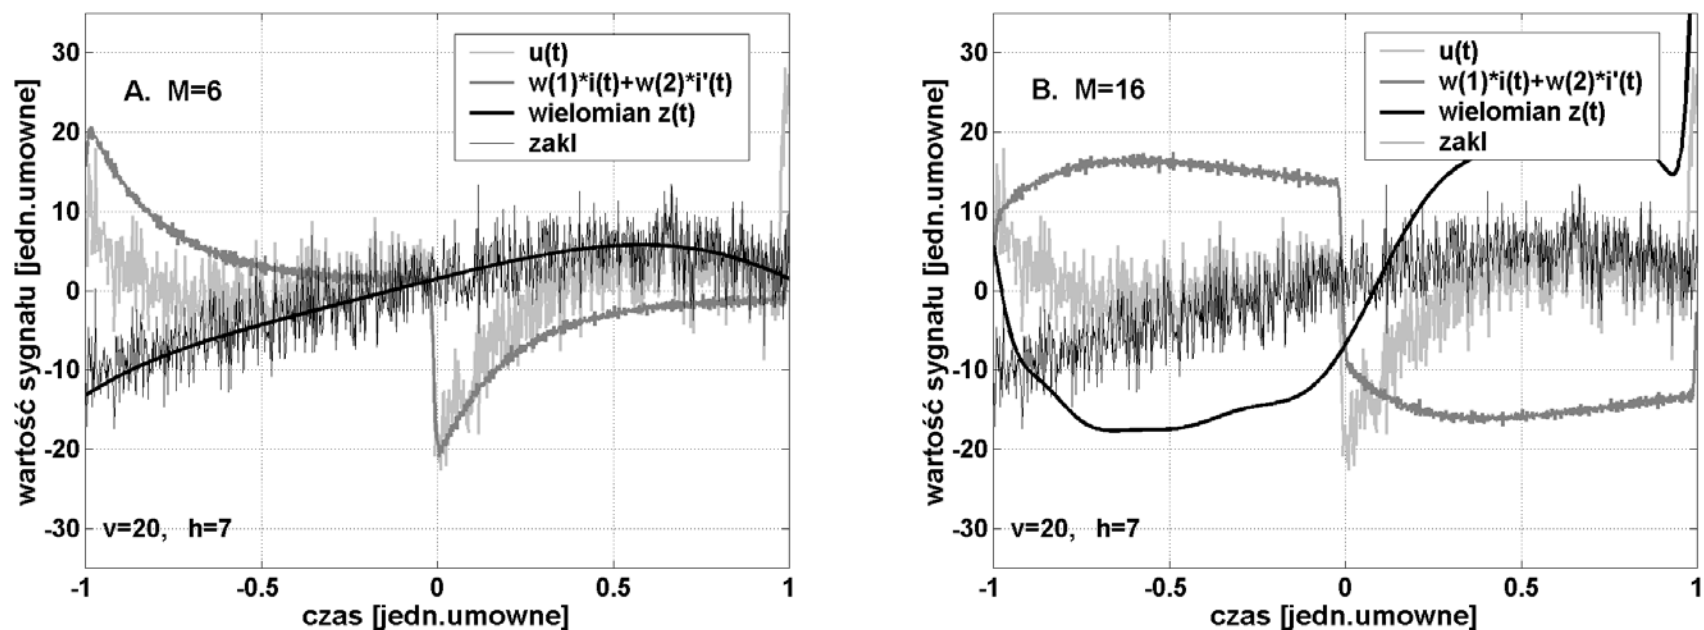 wartość sygnału [jedn.umowne]
30
20
10
0
-10
-20
-30
A. M=6
u(t)
w(1)*i(t)+w(2)*i'(t)
wielomian z(t)
zakl
v=20, h=7
-1
-0.5
0
0.5
1
czas [jedn.umowne]
wartość sygnału [jedn.umowne]
30
20
10
0
-10
-20
-30
B. M=16
u(t)
w(1)*i(t)+w(2)*i'(t)
wielomian z(t)
zakl
v=20, h=7
-1
-0.5
0
0.5
1
czas [jedn.umowne]